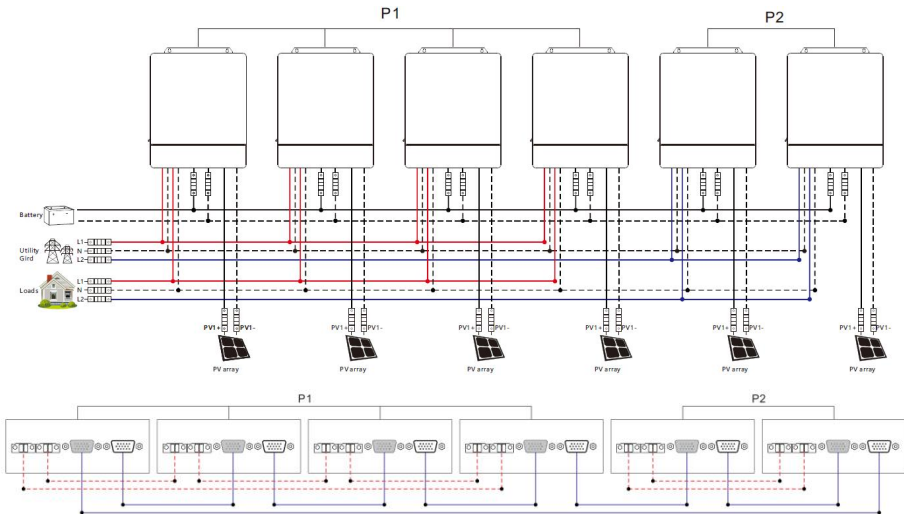 P1
P2
Battery
Utility
Gird
L1
N
L2
Loads
L1
N
L2
PV1+ PV1-
PV1+ PV1-
PV1+ PV1-
PV1+ PV1-
PV1+ PV1-
PV1+ PV1-
PV array
PV array
PV array
PV array
PV array
PV array
P1
P2